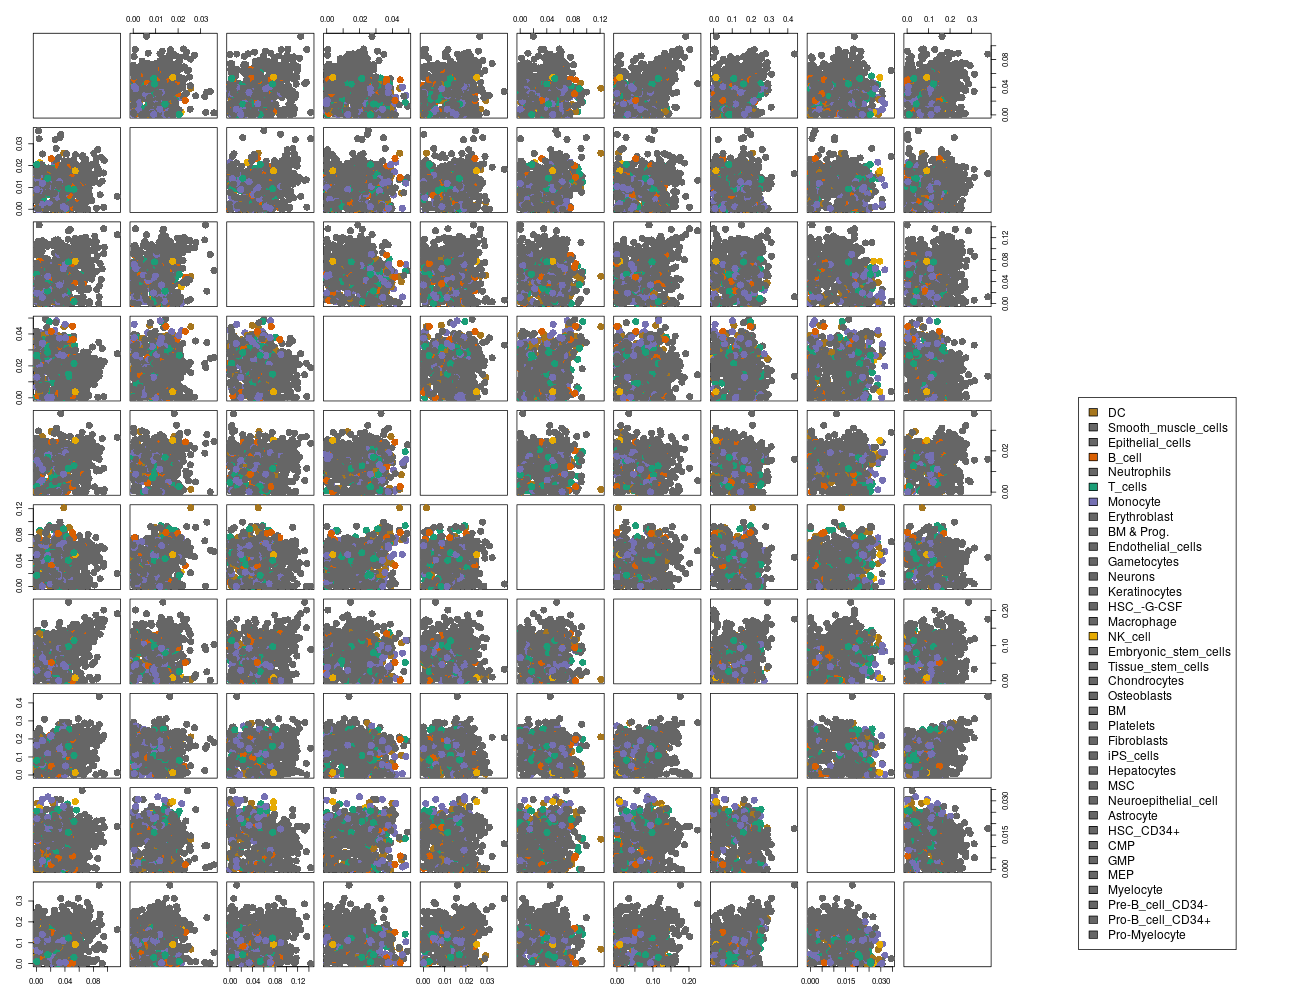 0.00 0.01 0.02 0.03 0.00 0.02 0.04 0.00 0.04 0.08 0.12 0.0 0.1 0.2 0.3 0.4 0.0 0.1 0.2 0.3
0.00 0.04 0.08
0.00 0.01 0.02 0.03
0.00 0.04 0.08 0.12
0.00 0.02 0.04
0.00 0.02
0.00 0.04 0.08 0.12
0.00 0.10 0.20
0.0 0.1 0.2 0.3 0.4
0.000 0.015 0.030
0.0 0.1 0.2 0.3
0.00 0.04 0.08 0.00 0.04 0.08 0.12 0.00 0.01 0.02 0.03 0.00 0.10 0.20 0.000 0.015 0.030
DC
Smooth_muscle_cells
Epithelial_cells
B_cell
Neutrophils
T_cells
Monocyte
Erythroblast
BM & Prog.
Endothelial_cells
Gametocytes
Neurons
Keratinocytes
HSC_-G-CSF
Macrophage
NK_cell
Embryonic_stem_cells
Tissue_stem_cells
Chondrocytes
Osteoblasts
BM
Platelets
Fibroblasts
iPS_cells
Hepatocytes
MSC
Neuroepithelial_cell
Astrocyte
HSC_CD34+
CMP
GMP
MEP
Myelocyte
Pre-B_cell_CD34-
Pro-B_cell_CD34+
Pro-Myelocyte